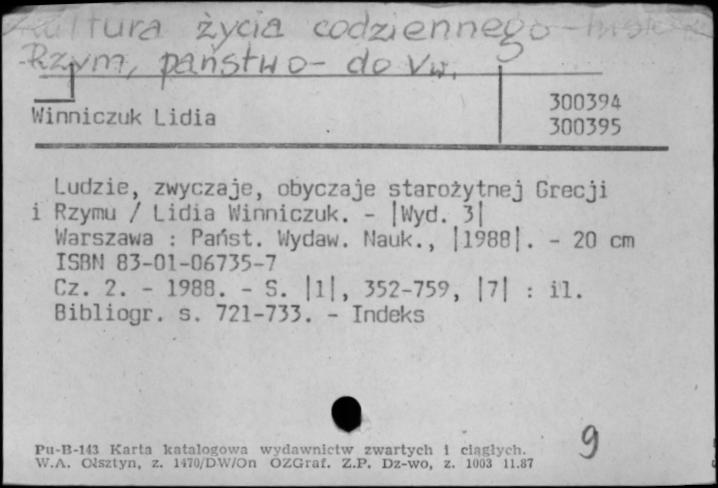 Kultura życia codziennego - historia
Rzym, państwo - do V w.
Winniczuk Lidia
300394
300395
Ludzie, zwyczaje, obyczaje starożytnej Grecji
i Rzymu / Lidia Winniczuk. - |Wyd. 3|
Warszawa : Państ. Wydaw. Nauk., |1988|. - 20 cm
ISBN 83-01-06735-7
Cz. 2. - 1988. - S. |1|, 352-759, |7| : il.
Bibliogr. s. 721-733. - Indeks
9
Pu-B-143 Karta katalogowa wydawnictw zwartych i ciągłych.
W.A. Olsztyn, z. 1470/DW/On OZGraf. Z.P. Dz-wo, z. 1003 11.87